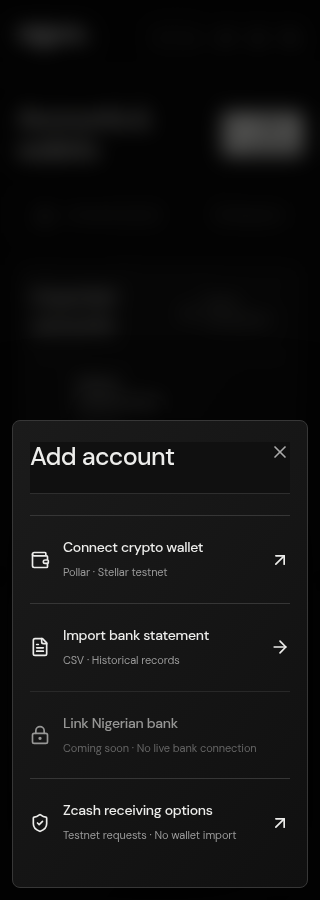 Add account
Connect crypto wallet
Pollar · Stellar testnet
Import bank statement
CSV · Historical records
Link Nigerian bank
Coming soon · No live bank connection
Zcash receiving options
Testnet requests · No wallet import